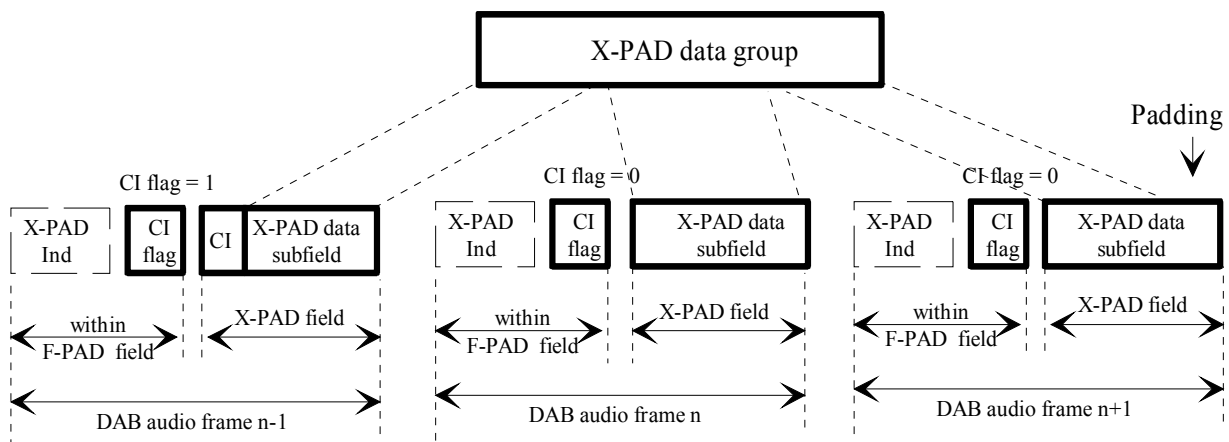 X-PAD data group
Padding
CI flag = 1
CI flag = 0
CI flag = 0
X-PAD
Ind
CI
flag
CI
X-PAD data
subfield
X-PAD
Ind
CI
flag
X-PAD data
subfield
X-PAD
Ind
CI
flag
X-PAD data
subfield
within
F-PAD field
X-PAD field
within
F-PAD field
X-PAD field
within
F-PAD field
X-PAD field
DAB audio frame n-1
DAB audio frame n
DAB audio frame n+1